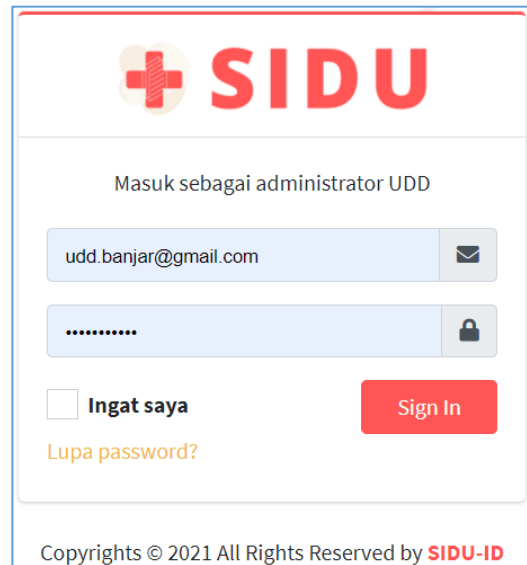 SIDU
Masuk sebagai administrator UDD
udd.banjar@gmail.com
•••••••••••
Ingat saya
Sign In
Lupa password?
Copyrights © 2021 All Rights Reserved by SIDU-ID